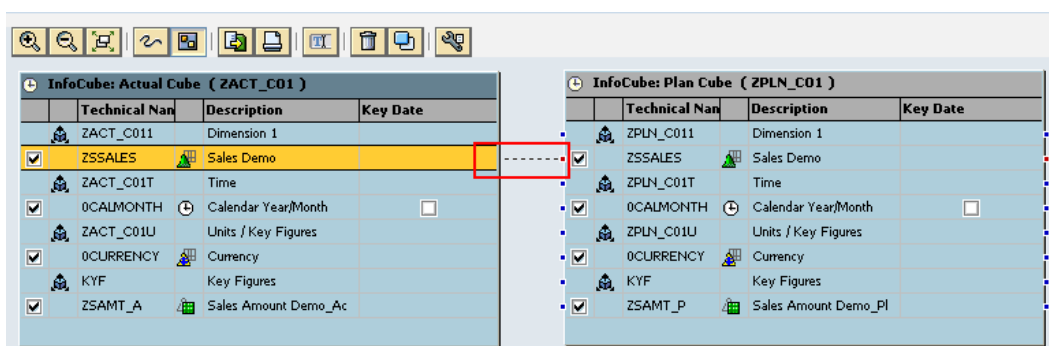 InfoCube: Actual Cube ( ZACT_C01 )
Technical Nan Description Key Date
ZACT_C011 Dimension 1
ZSSALES Sales Demo
ZACT_C01T Time
0CALMONTH Calendar Year/Month
ZACT_C01U Units / Key Figures
0CURRENCY Currency
KYF Key Figures
ZSAMT_A Sales Amount Demo_Ac
InfoCube: Plan Cube ( ZPLN_C01 )
Technical Nan Description Key Date
ZPLN_C011 Dimension 1
ZSSALES Sales Demo
ZPLN_C01T Time
0CALMONTH Calendar Year/Month
ZPLN_C01U Units / Key Figures
0CURRENCY Currency
KYF Key Figures
ZSAMT_P Sales Amount Demo_Pl